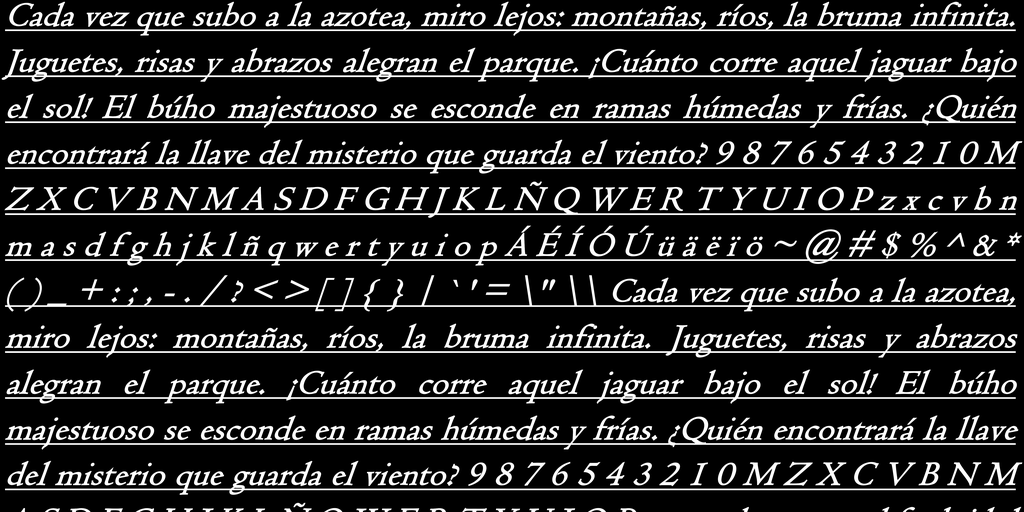 Cada vez que subo a la azotea, miro lejos: montañas, ríos, la bruma infinita.
Juguetes, risas y abrazos alegran el parque. ¡Cuánto corre aquel jaguar bajo
el sol! El búho majestuoso se esconde en ramas húmedas y frías. ¿Quién
encontrará la llave del misterio que guarda el viento? 9 8 7 6 5 4 3 2 1 0 M
Z X C V B N M A S D F G H J K L Ñ Q W E R T Y U I O P z x c v b n
m a s d f g h j k l ñ q w e r t y u i o p Á É Í Ó Ú ü ä ë ï ö ~ @ # $ % ^ & *
( ) _ + : ; , - . / ? < > [ ] { } | ` ' = \ " \ \ Cada vez que subo a la azotea,
miro lejos: montañas, ríos, la bruma infinita. Juguetes, risas y abrazos
alegran el parque. ¡Cuánto corre aquel jaguar bajo el sol! El búho
majestuoso se esconde en ramas húmedas y frías. ¿Quién encontrará la llave
del misterio que guarda el viento? 9 8 7 6 5 4 3 2 1 0 M Z X C V B N M